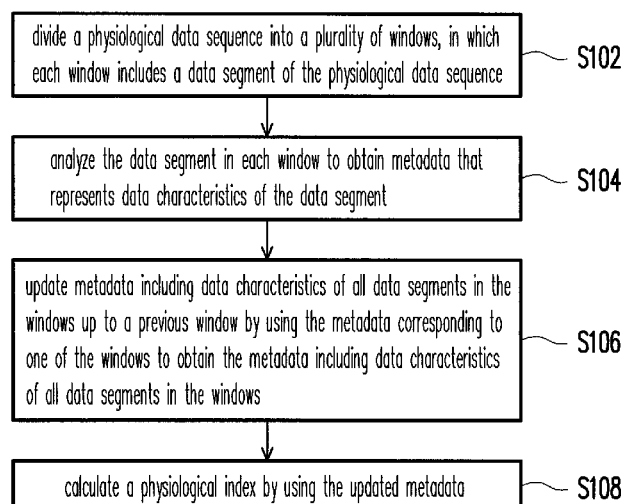 divide a physiological data sequence into a plurality of windows, in which
each window includes a data segment of the physiological data sequence
S102
analyze the data segment in each window to obtain metadata that
represents data characteristics of the data segment
S104
update metadata including data characteristics of all data segments in the
windows up to a previous window by using the metadata corresponding to
one of the windows to obtain the metadata including data characteristics
of all data segments in the windows
S106
calculate a physiological index by using the updated metadata
S108